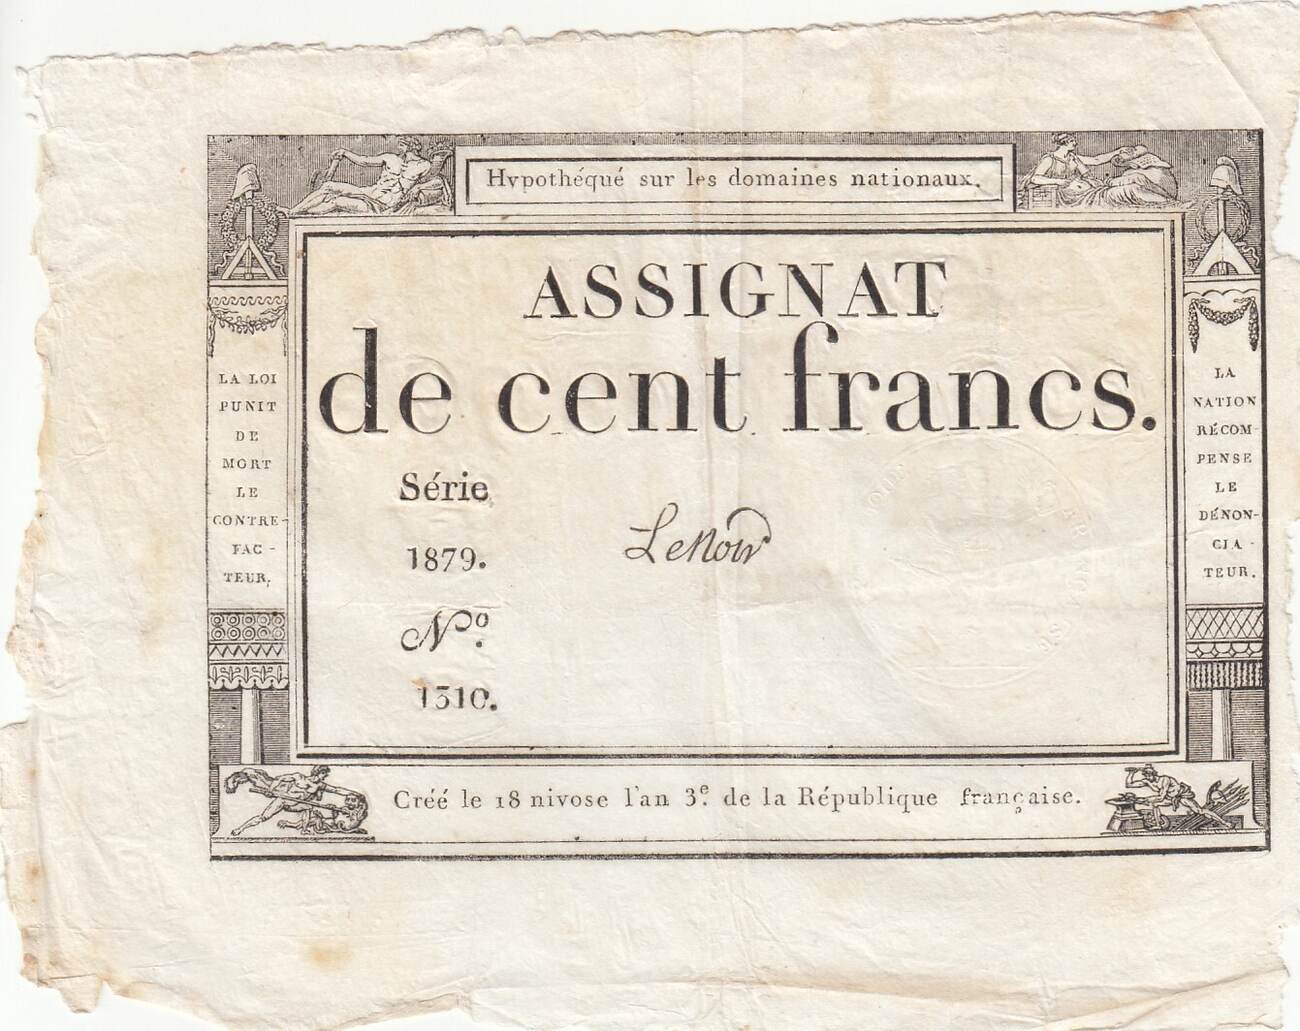 Hypothéqué sur les domaines nationaux.
ASSIGNAT
de cent francs.
LA LOI
PUNIT
DE
MORT
LE
CONTRE-
FAC-
TEUR.
Série
1879.
Nº.
1310.
LeNoir
LA
NATION
RÉCOM-
PENSE
LE
DÉNON-
CIA-
TEUR.
Créé le 18 nivose l'an 3e. de la République française.